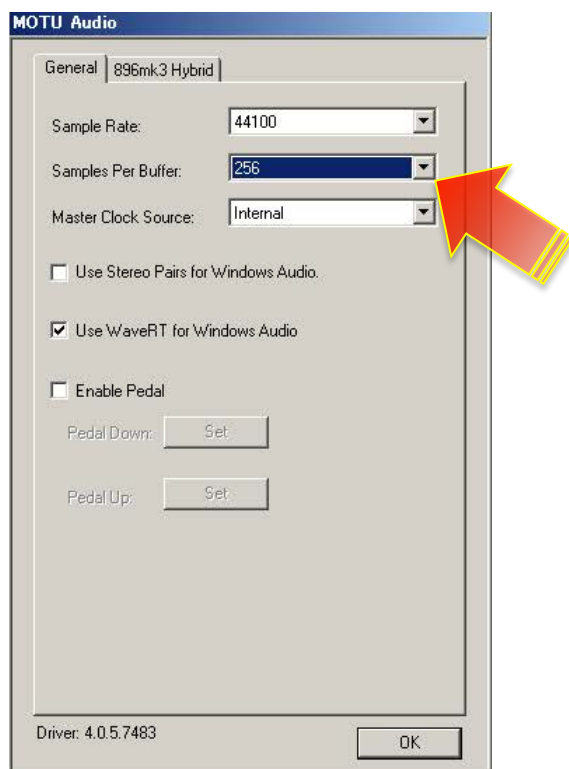 MOTU Audio
General 896mk3 Hybrid
Sample Rate: 44100
Samples Per Buffer: 256
Master Clock Source: Internal
Use Stereo Pairs for Windows Audio.
Use WaveRT for Windows Audio
Enable Pedal
Pedal Down: Set
Pedal Up: Set
Driver: 4.0.5.7483 OK